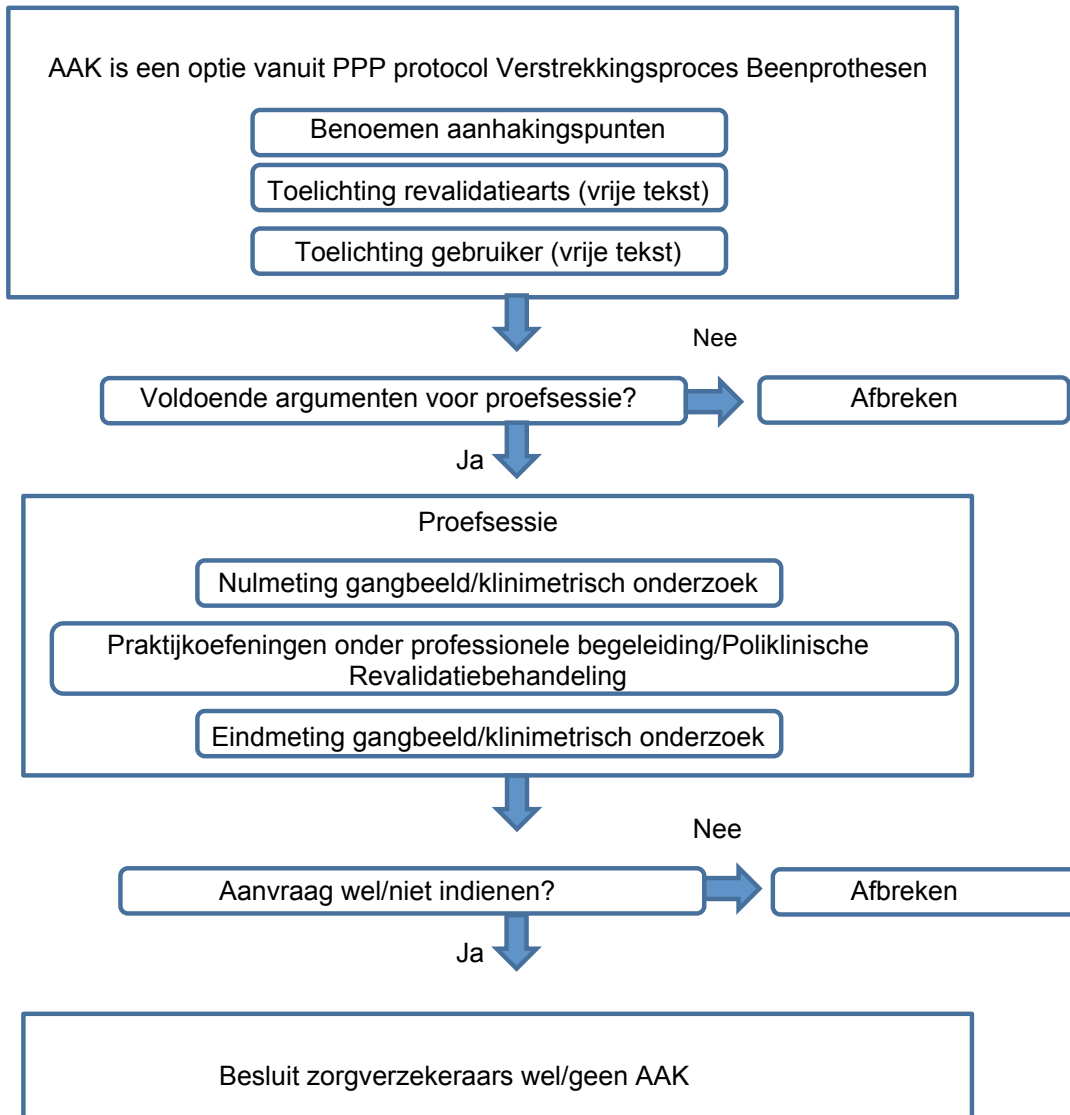 AAK is een optie vanuit PPP protocol Verstrekkingsproces Beenprothesen
Benoemen aanhakingspunten
Toelichting revalidatiearts (vrije tekst)
Toelichting gebruiker (vrije tekst)
Nee
Voldoende argumenten voor proefsessie?
Afbreken
Ja
Proefsessie
Nulmeting gangbeeld/klinimetrisch onderzoek
Praktijkoefeningen onder professionele begeleiding/Poliklinische
Revalidatiebehandeling
Eindmeting gangbeeld/klinimetrisch onderzoek
Nee
Aanvraag wel/niet indienen?
Afbreken
Ja
Besluit zorgverzekeraars wel/geen AAK